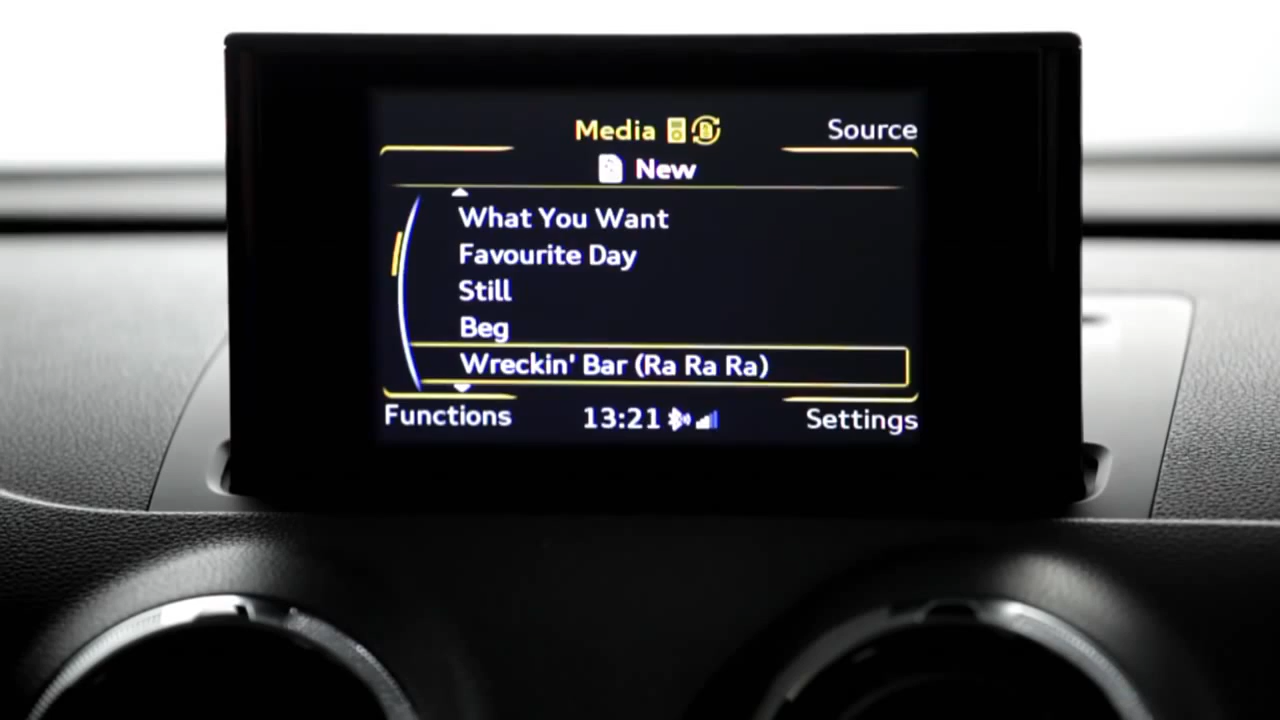 Media
Source
New
What You Want
Favourite Day
Still
Beg
Wreckin' Bar (Ra Ra Ra)
Functions
13:21
Settings